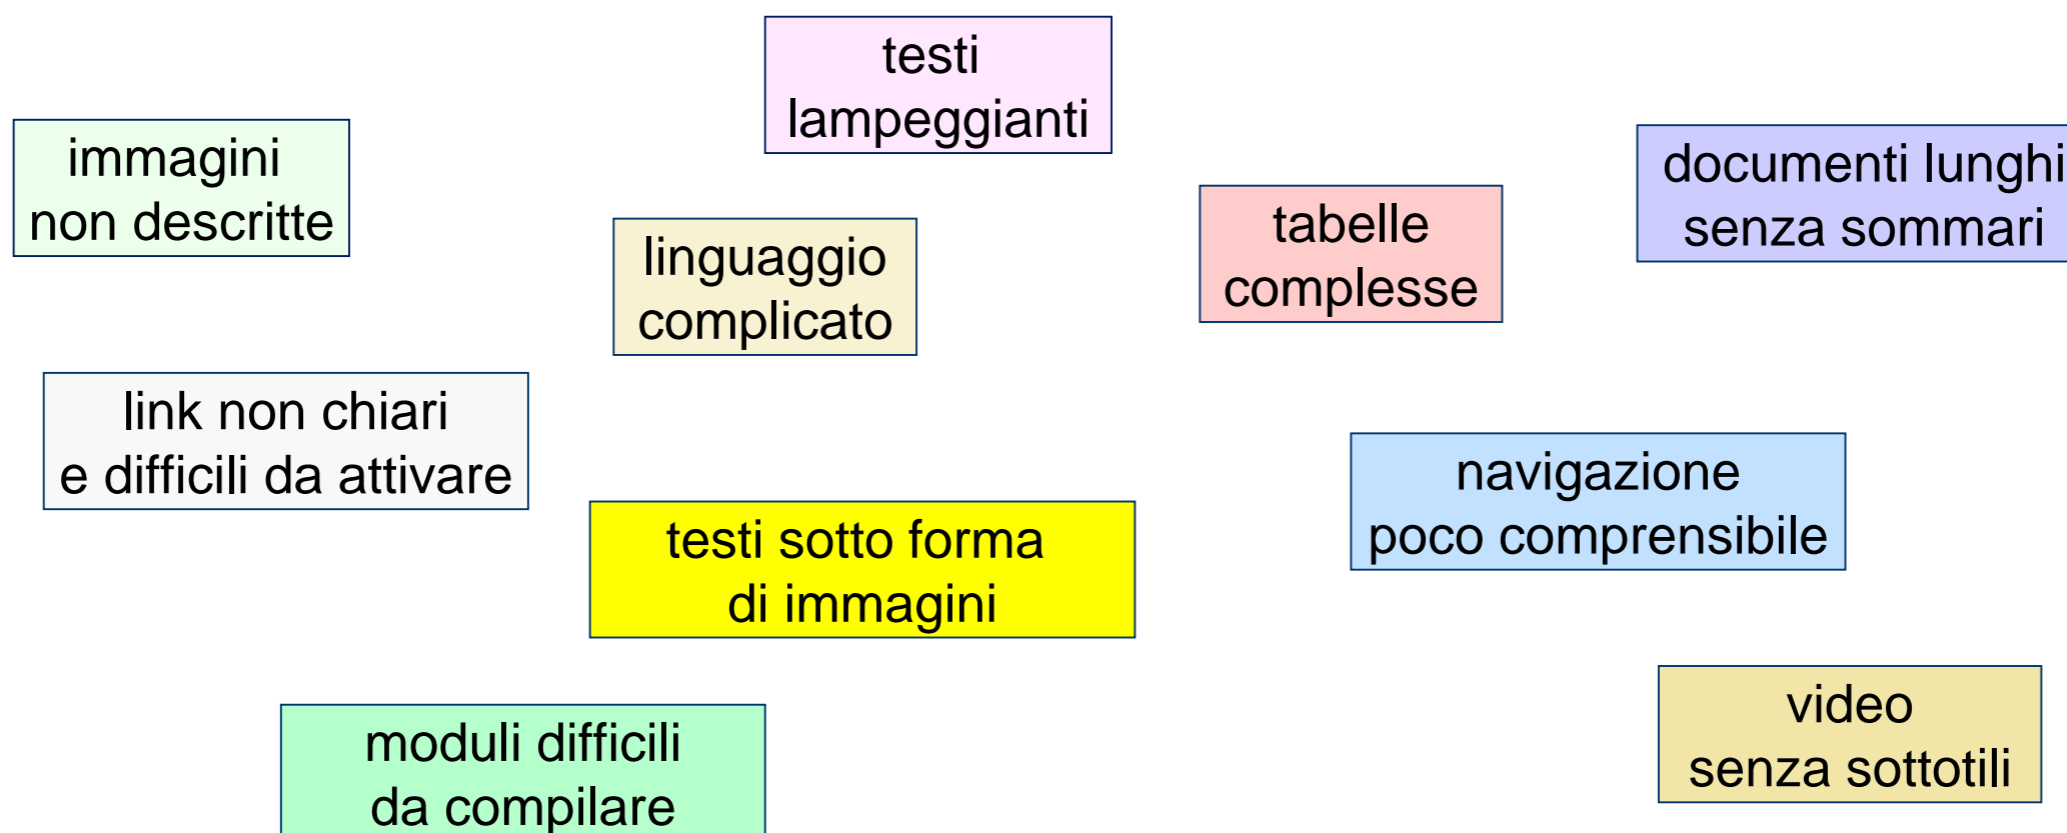 testi
lampeggianti
immagini
non descritte
documenti lunghi
senza sommari
tabelle
complesse
linguaggio
complicato
link non chiari
e difficili da attivare
navigazione
poco comprensibile
testi sotto forma
di immagini
video
senza sottotili
moduli difficili
da compilare